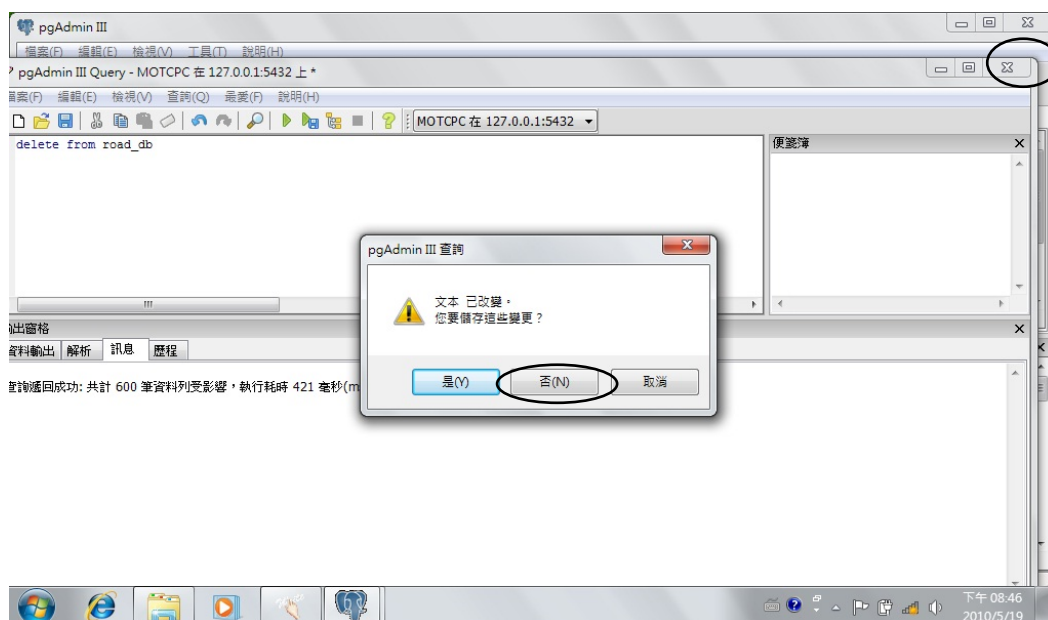 pgAdmin III
檔案(F) 編輯(E) 檢視(V) 工具(T) 說明(H)
pgAdmin III Query - MOTCPC 在 127.0.0.1:5432 上 *
檔案(F) 編輯(E) 檢視(V) 查詢(Q) 最愛(F) 說明(H)
MOTCPC 在 127.0.0.1:5432
delete from road_db
便箋簿
pgAdmin III 查詢
文本 已改變。
您要儲存這些變更?
是(Y) 否(N) 取消
輸出窗格
資料輸出 解析 訊息 歷程
查詢遞回成功: 共計 600 筆資料列受影響,執行耗時 421 毫秒(m
下午 08:46
2010/5/19